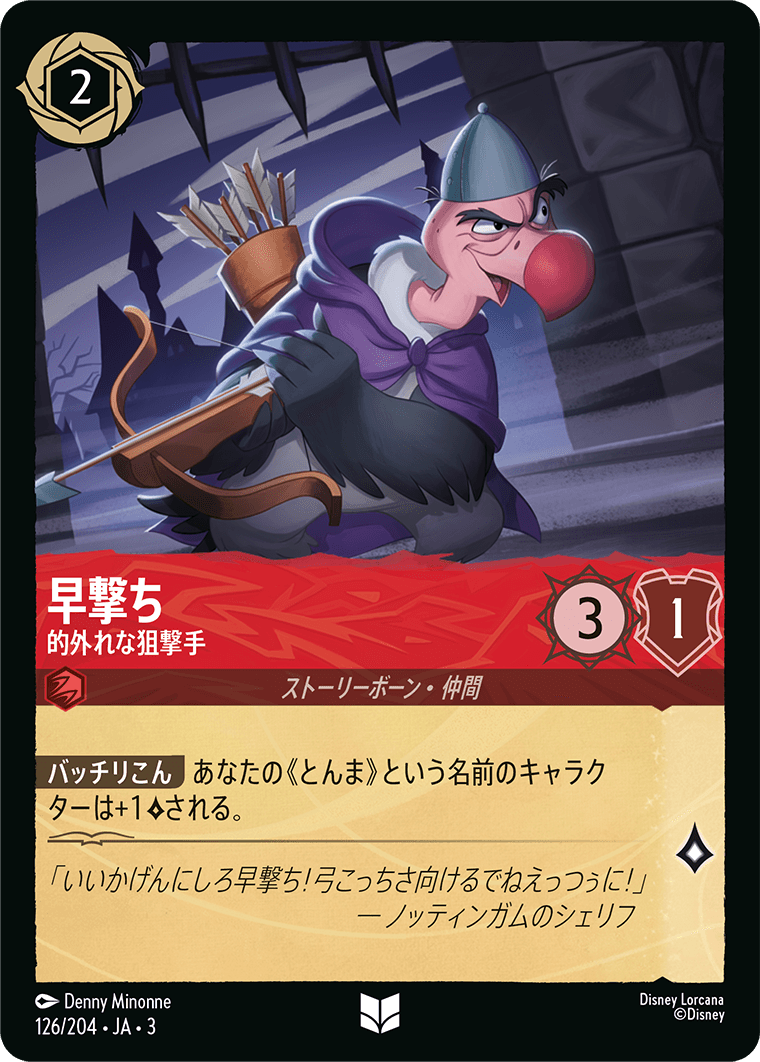 2
早撃ち
的外れな狙撃手
3
1
ストーリーボーン・仲間
バッチリこん あなたの《とんま》という名前のキャラク
ターは+1されるã。
「いいかげんにしろ早撃ち!弓こっちさ向けるでねえっつぅに!」
—ノッティンガムのシェリフ
Denny Minonne
126/204・JA・3
Disney Lorcana
©Disney